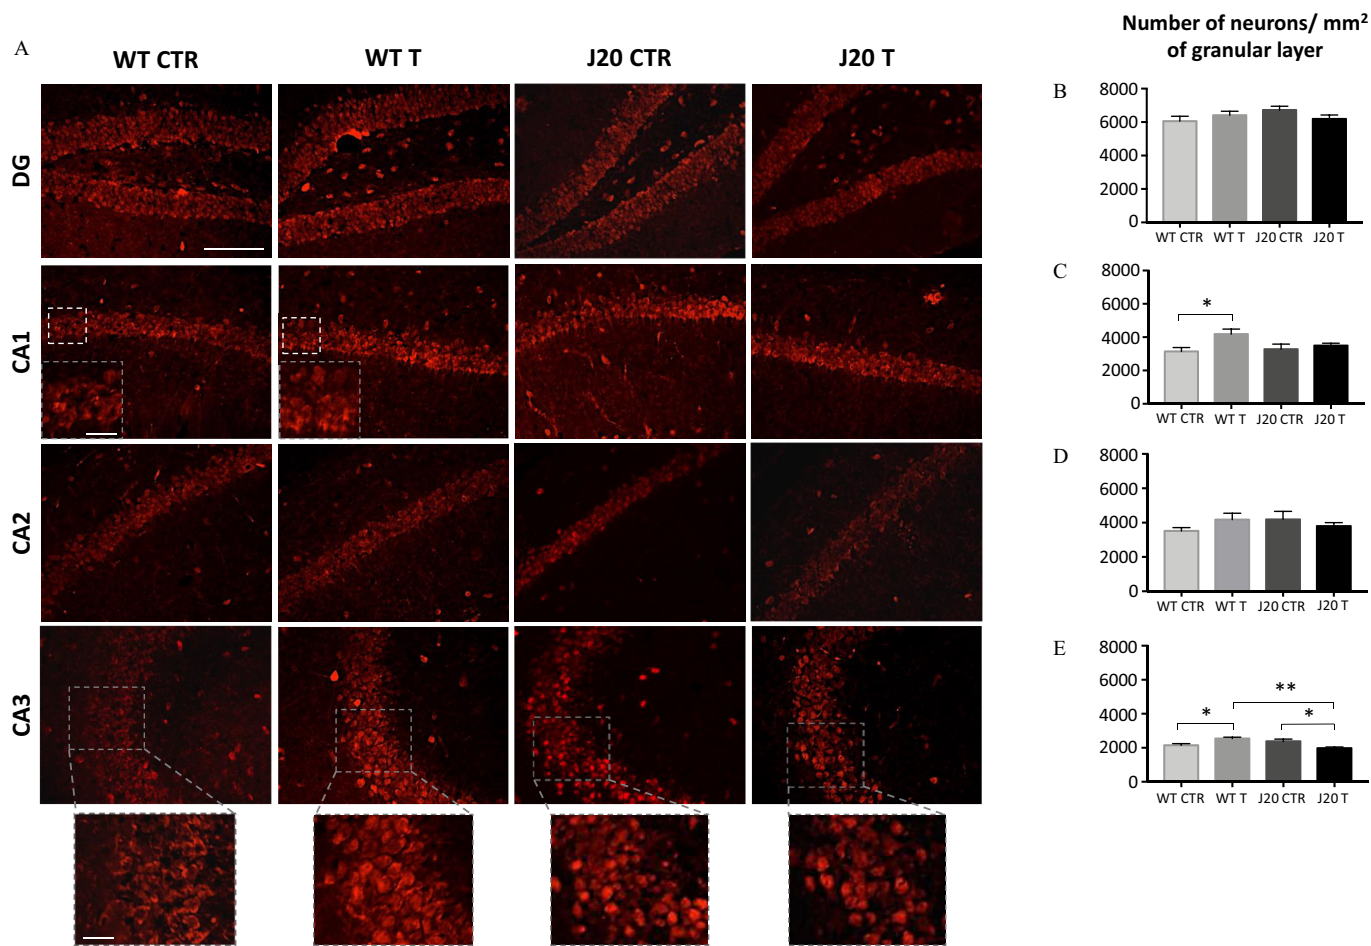 A
WT CTR
WT T
J20 CTR
J20 T
DG
CA1
CA2
CA3
Number of neurons/ mm²
of granular layer
B
8000
6000
4000
2000
0
WT CTR WT T J20 CTR J20 T
C
8000
6000
4000
2000
0
*
WT CTR WT T J20 CTR J20 T
D
8000
6000
4000
2000
0
WT CTR WT T J20 CTR J20 T
E
8000
6000
4000
2000
0
**
* *
WT CTR WT T J20 CTR J20 T